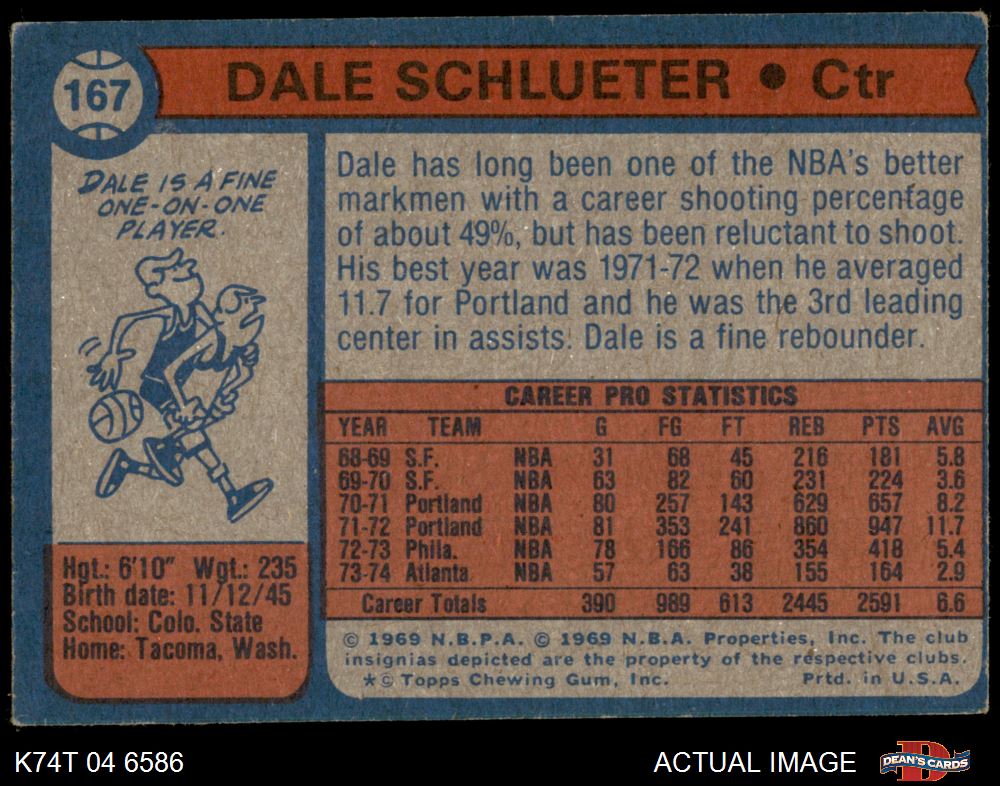 167
DALE SCHLUETER • Ctr
DALE IS A FINE
ONE-ON-ONE
PLAYER.
Dale has long been one of the NBA's better
markmen with a career shooting percentage
of about 49%, but has been reluctant to shoot.
His best year was 1971-72 when he averaged
11.7 for Portland and he was the 3rd leading
center in assists. Dale is a fine rebounder.
CAREER PRO STATISTICS
YEAR TEAM G FG FT REB PTS AVG
68-69 S.F. NBA 31 68 45 216 181 5.8
69-70 S.F. NBA 63 82 60 231 224 3.6
70-71 Portland NBA 80 257 143 629 657 8.2
71-72 Portland NBA 81 353 241 860 947 11.7
72-73 Phila. NBA 78 166 86 354 418 5.4
73-74 Atlanta NBA 57 63 38 155 164 2.9
Career Totals 390 989 613 2445 2591 6.6
Hgt.: 6'10" Wgt.: 235
Birth date: 11/12/45
School: Colo. State
Home: Tacoma, Wash.
© 1969 N.B.P.A. © 1969 N.B.A. Properties, Inc. The club
insignias depicted are the property of the respective clubs.
*© Topps Chewing Gum, Inc. Prtd. in U.S.A.
K74T 04 6586
ACTUAL IMAGE
D
DEAN'S CARDS